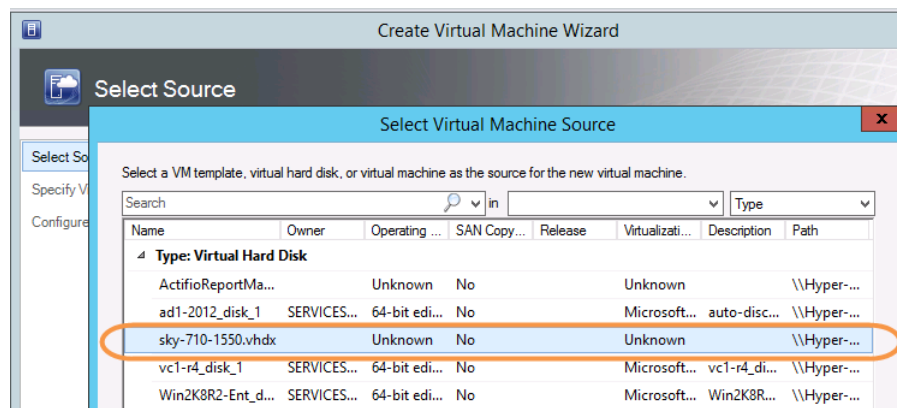 Create Virtual Machine Wizard
Select Source
Select Virtual Machine Source
x
Select So
Specify V
Configure
Select a VM template, virtual hard disk, or virtual machine as the source for the new virtual machine.
Search in Type
Name Owner Operating ... SAN Copy... Release Virtualizati... Description Path
Type: Virtual Hard Disk
ActifioReportMa... Unknown No Unknown \\Hyper-...
ad1-2012_disk_1 SERVICES... 64-bit edi... No Microsoft... auto-disc... \\Hyper-...
sky-710-1550.vhdx Unknown No Unknown \\Hyper-...
vc1-r4_disk_1 SERVICES... 64-bit edi... No Microsoft... vc1-r4_di... \\Hyper-...
Win2K8R2-Ent_d... SERVICES... 64-bit edi... No Microsoft... Win2K8R... \\Hyper-...